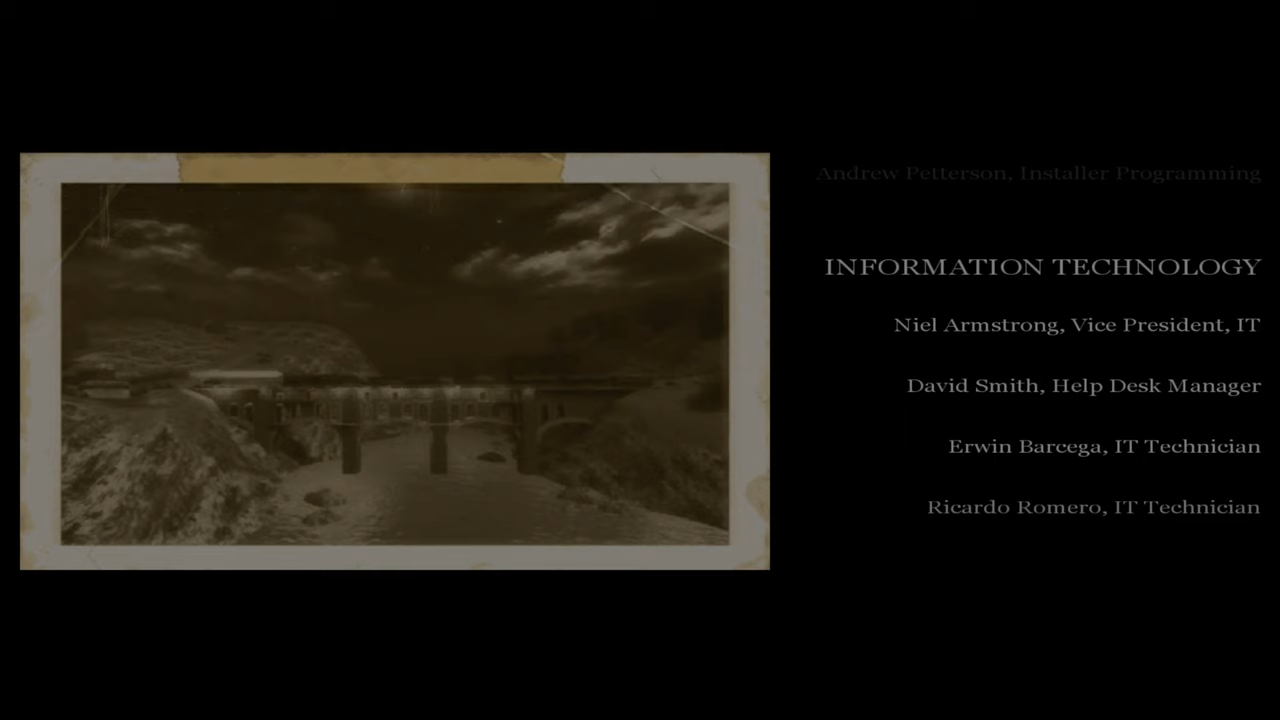 Andrew Petterson, Installer Programming
INFORMATION TECHNOLOGY
Niel Armstrong, Vice President, IT
David Smith, Help Desk Manager
Erwin Barcega, IT Technician
Ricardo Romero, IT Technician